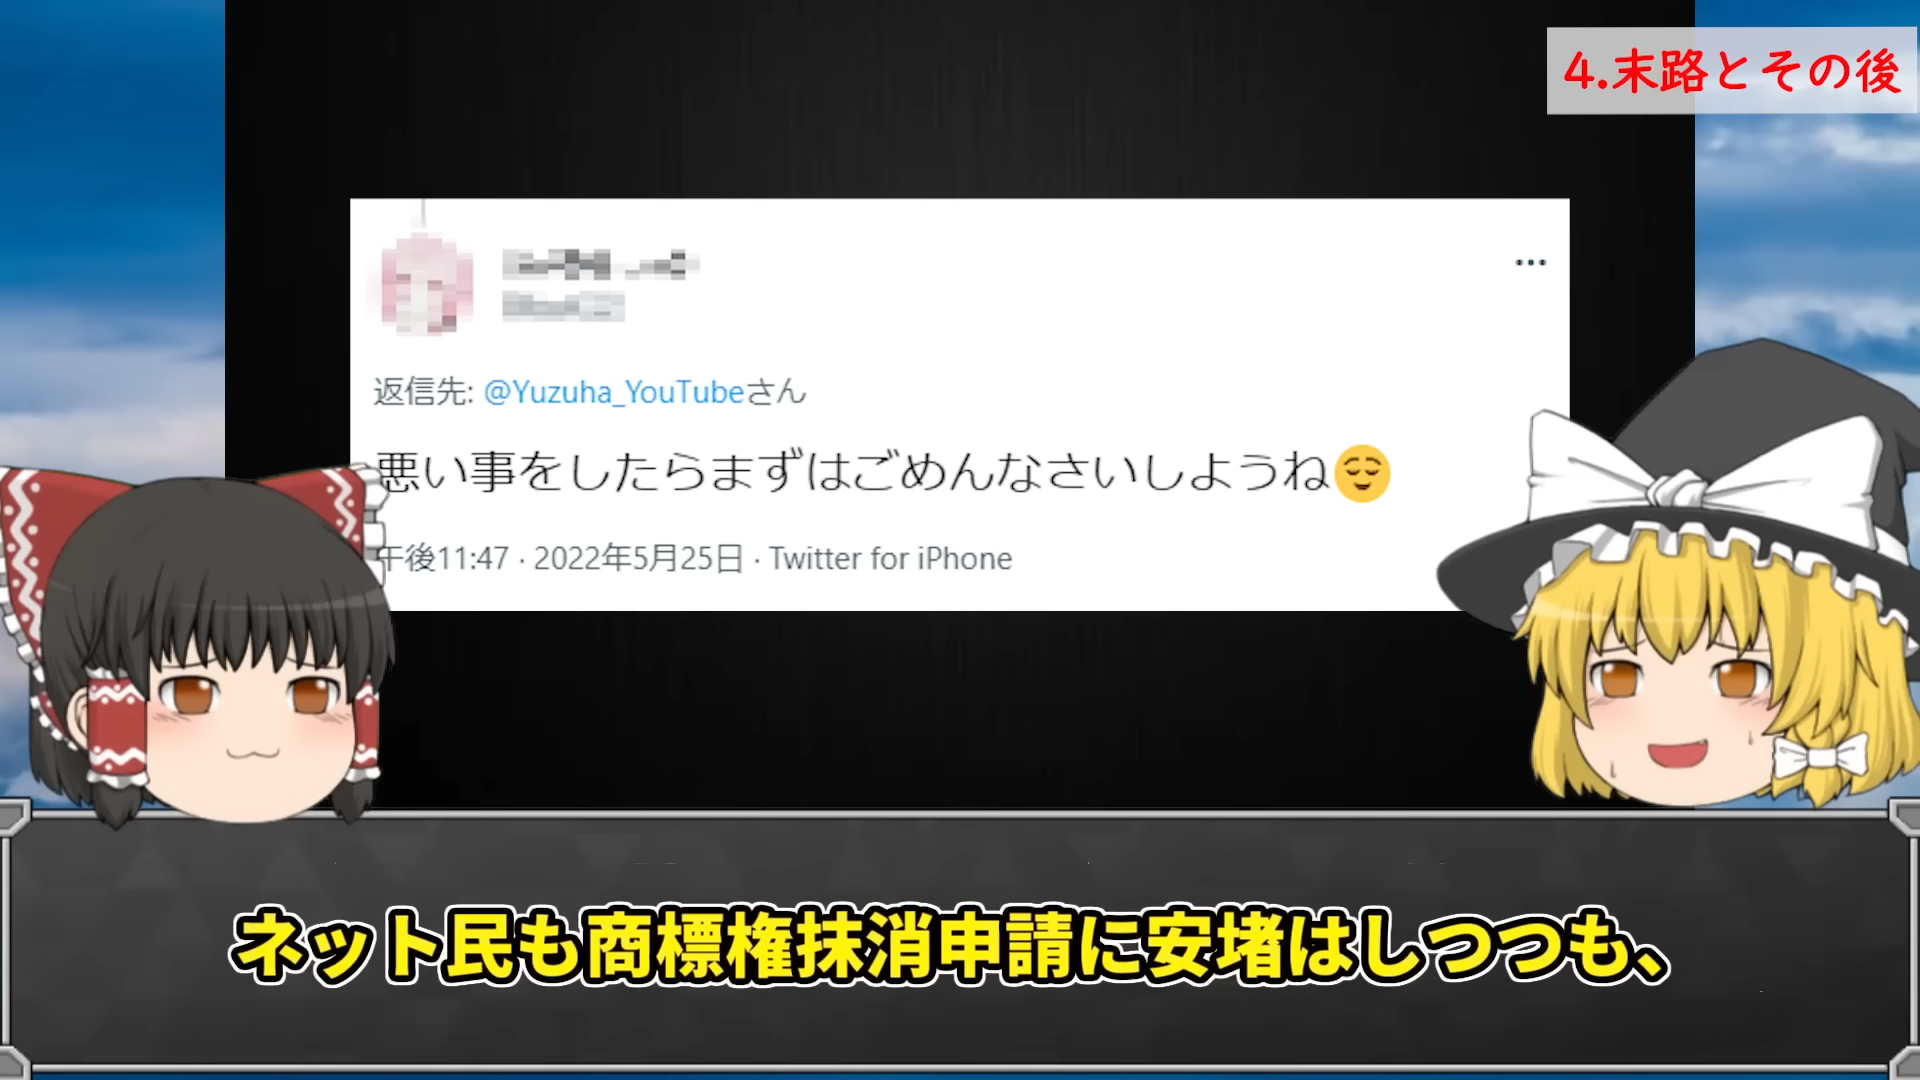 4.末路とその後
返信先: @Yuzuha_YouTubeさん
悪い事をしたらまずはごめんなさいしようね😌
午後11:47 · 2022年5月25日 · Twitter for iPhone
ネット民も商標権抹消申請に安堵はしつつも、